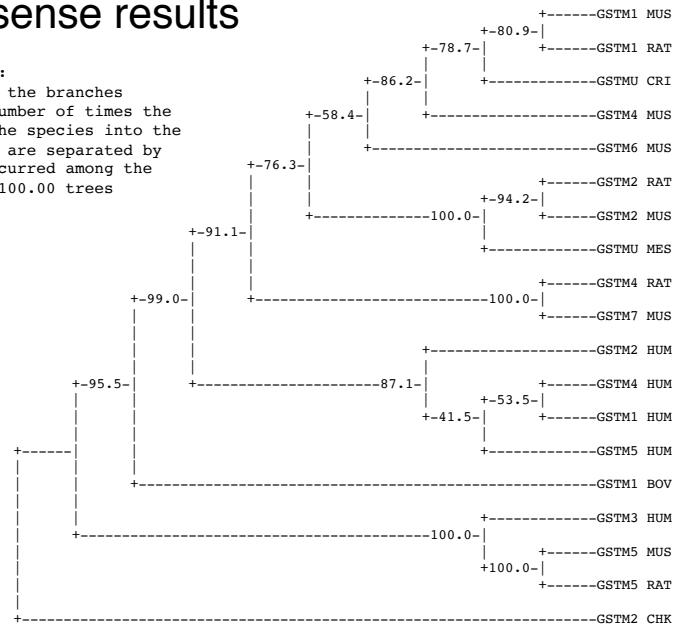 sense results
:
the branches
umber of times the
he species into the
are separated by
curred among the
100.00 trees
+------GSTM1 MUS
+-80.9-|
+-78.7-| +------GSTM1 RAT
+-86.2-| +-------------GSTMU CRI
+-58.4-| +--------------------GSTM4 MUS
+---------------------------GSTM6 MUS
+-76.3-|
+------GSTM2 RAT
+-94.2-|
+--------------100.0-| +------GSTM2 MUS
+-91.1-|
+-------------GSTMU MES
+------GSTM4 RAT
+-99.0-| +----------------------------100.0-|
+------GSTM7 MUS
+--------------------GSTM2 HUM
+-95.5-| +----------------------87.1-| +------GSTM4 HUM
+-53.5-|
+-41.5-| +------GSTM1 HUM
+-------------GSTM5 HUM
+------|
+-------------------------------------------------------GSTM1 BOV
+-------------GSTM3 HUM
+------------------------------------------100.0-|
+------GSTM5 MUS
+100.0-|
+------GSTM5 RAT
+---------------------------------------------------------------------GSTM2 CHK